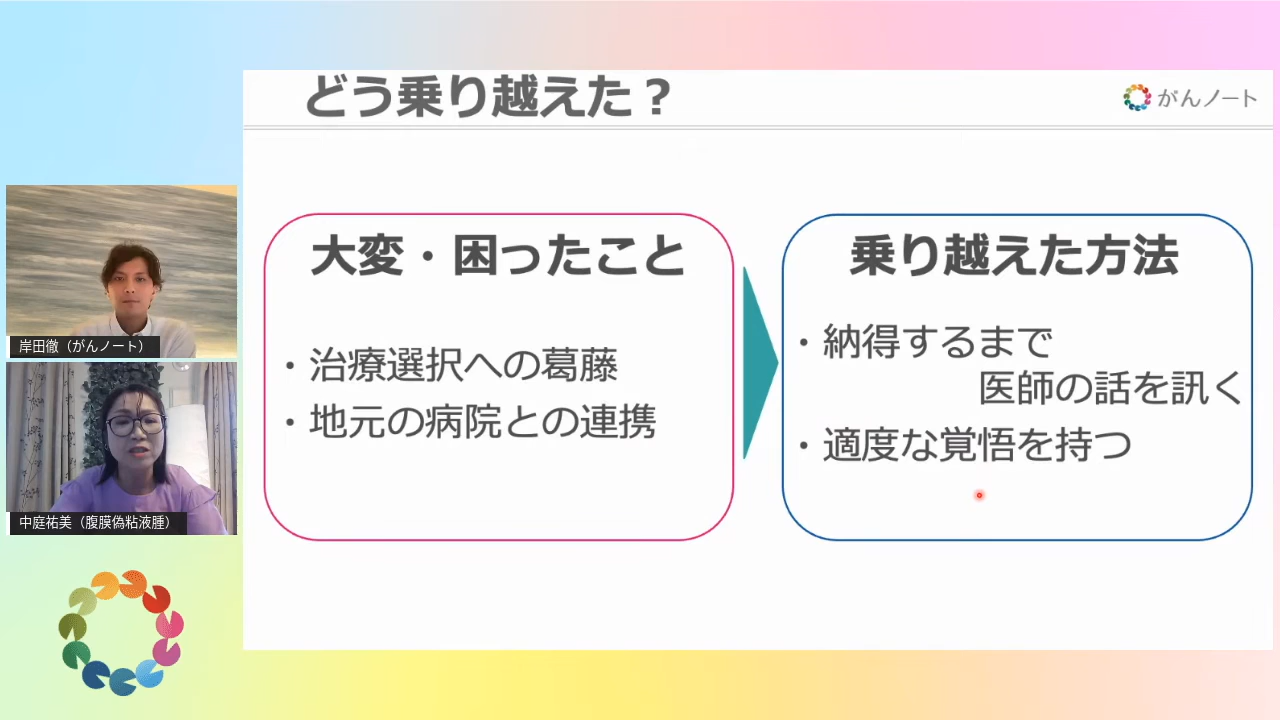 どう乗り越えた？
がんノート
大変・困ったこと
・治療選択への葛藤
・地元の病院との連携
乗り越えた方法
・納得するまで
医師の話を訊く
・適度な覚悟を持つ
岸田徹（がんノート）
中庭祐美（腹膜偽粘液腫）